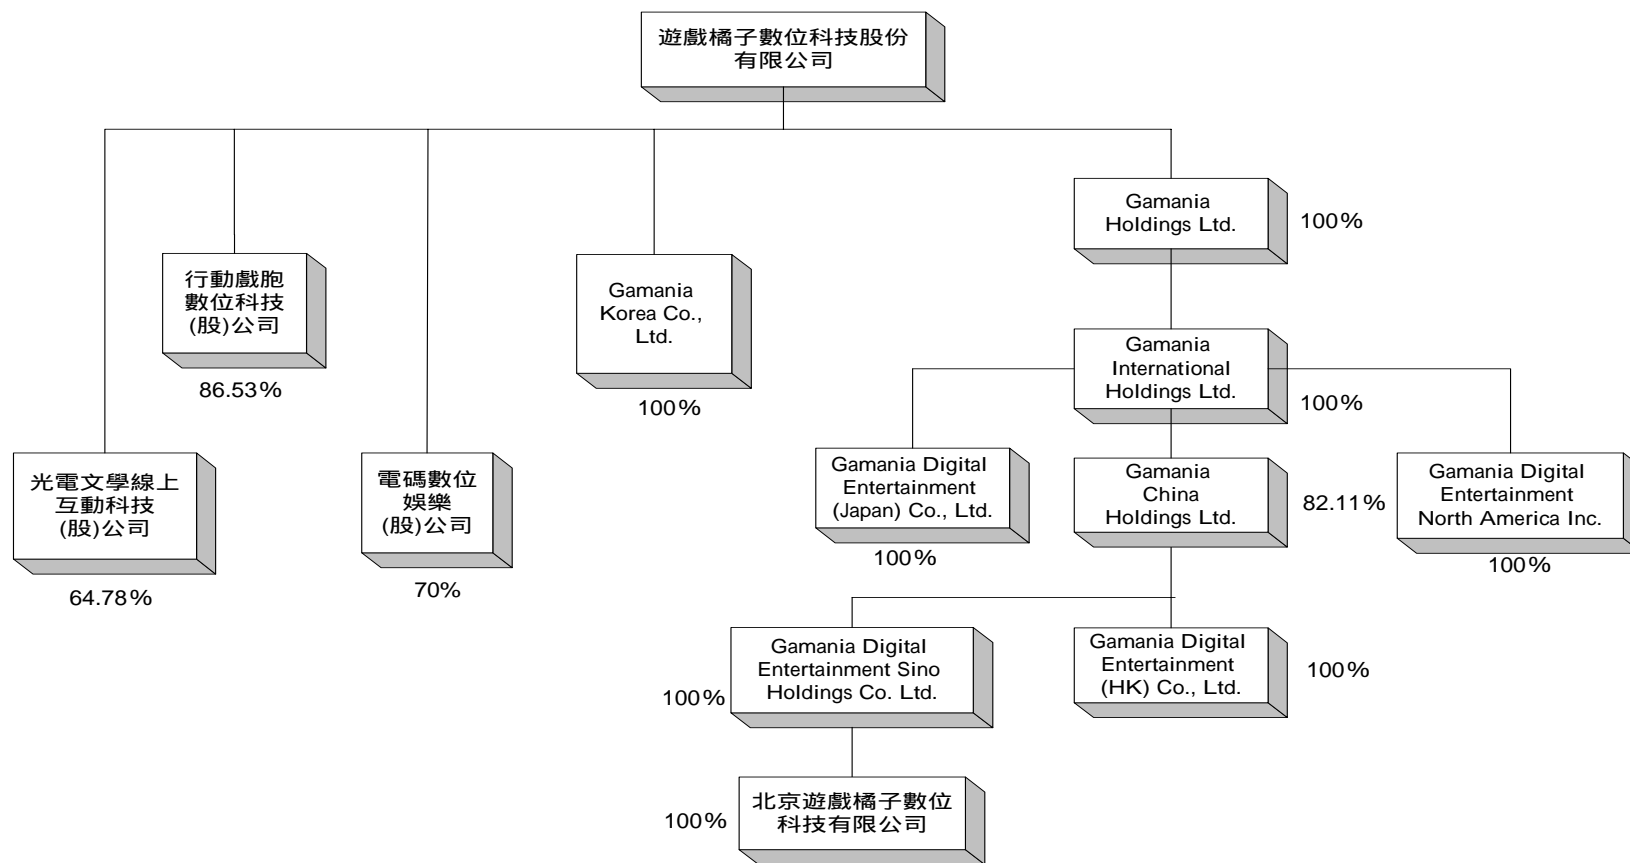 遊戲橘子數位科技股份
有限公司
Gamania
Holdings Ltd.
100%
行動戲胞
數位科技
(股)公司
86.53%
Gamania
Korea Co.,
Ltd.
100%
Gamania
International
Holdings Ltd.
100%
光電文學線上
互動科技
(股)公司
64.78%
電碼數位
娛樂
(股)公司
70%
Gamania Digital
Entertainment
(Japan) Co., Ltd.
100%
Gamania
China
Holdings Ltd.
82.11%
Gamania Digital
Entertainment
North America Inc.
100%
Gamania Digital
Entertainment Sino
Holdings Co. Ltd.
100%
Gamania Digital
Entertainment
(HK) Co., Ltd.
100%
北京遊戲橘子數位
科技有限公司
100%